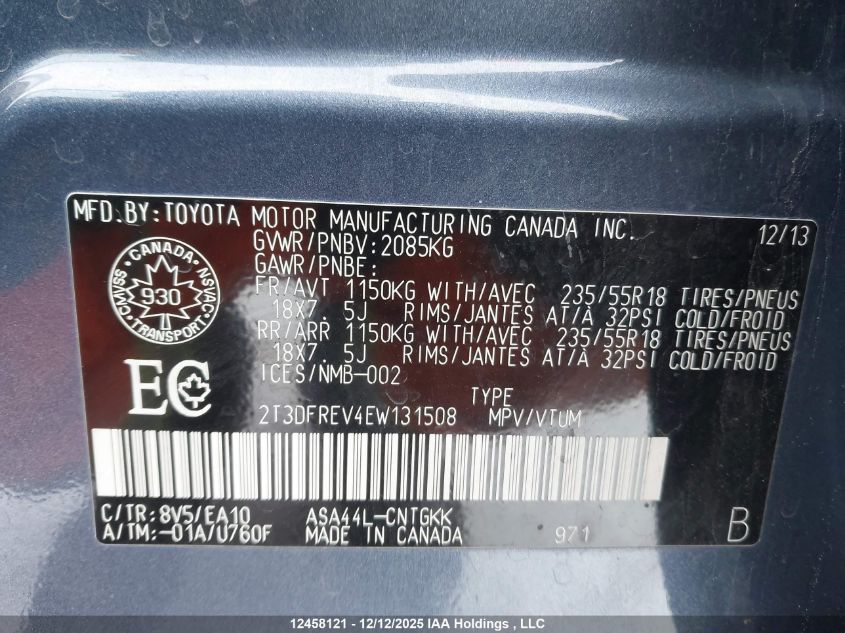 MFD.BY:TOYOTA MOTOR MANUFACTURING CANADA INC. 12/13
GVWR/PNBV:2085KG
GAWR/PNBE:
FR/AVT 1150KG WITH/AVEC 235/55R18 TIRES/PNEUS
18X7. 5J RIMS/JANTES AT/À 32PSI COLD/FROID
RR/ARR 1150KG WITH/AVEC 235/55R18 TIRES/PNEUS
18X7. 5J RIMS/JANTES AT/À 32PSI COLD/FROID
ICES/NMB-002
CANADA
CMVSS 930 NSVAC
TRANSPORT
EC
TYPE
2T3DFREV4EW131508 MPV/VTUM
C/TR:8V5/EA10 ASA44L-CNTGKK
A/TM:-01A/U760F MADE IN CANADA 971 B
12458121 - 12/12/2025 IAA Holdings , LLC